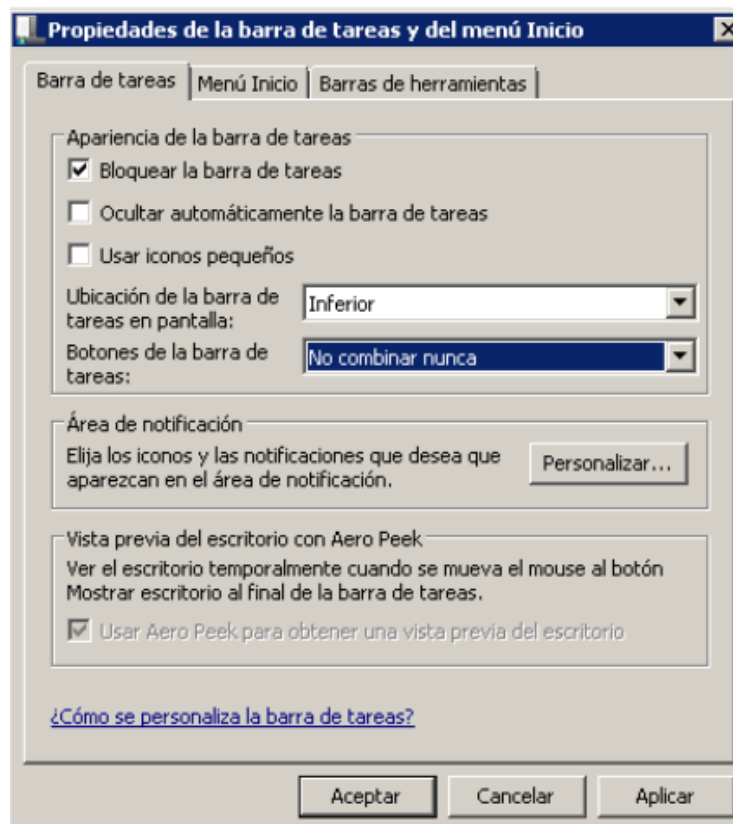 Propiedades de la barra de tareas y del menú Inicio
Barra de tareas
Menú Inicio
Barras de herramientas
Apariencia de la barra de tareas
Bloquear la barra de tareas
Ocultar automáticamente la barra de tareas
Usar iconos pequeños
Ubicación de la barra de
tareas en pantalla:
Inferior
Botones de la barra de
tareas:
No combinar nunca
Área de notificación
Elija los iconos y las notificaciones que desea que
aparezcan en el área de notificación.
Personalizar...
Vista previa del escritorio con Aero Peek
Ver el escritorio temporalmente cuando se mueva el mouse al botón
Mostrar escritorio al final de la barra de tareas.
Usar Aero Peek para obtener una vista previa del escritorio
¿Cómo se personaliza la barra de tareas?
Aceptar
Cancelar
Aplicar